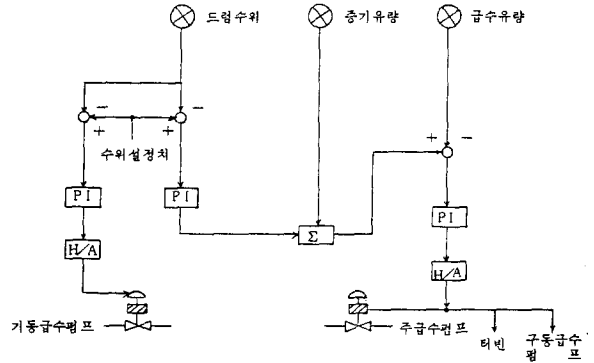 드럼수위
증기유량
급수유량
−
−
+
+
수위설정치
+
−
PI
PI
Σ
PI
H/A
H/A
기동급수펌프
주급수펌프
터빈
구동급수
펌프